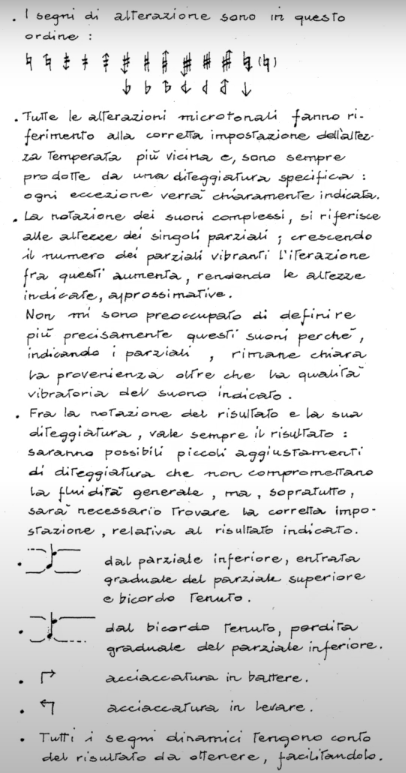 . I segni di alterazione sono in questo
ordine :
. Tutte le alterazioni microtonali fanno ri-
ferimento alla corretta impostazione dell'altez-
za Temperata più vicina e, sono sempre
prodotte da una diteggiatura specifica :
ogni eccezione verrà chiaramente indicata.
. La notazione dei suoni complessi, si riferisce
alle altezze dei singoli parziali ; crescendo
il numero dei parziali vibranti l'iterazione
fra questi aumenta, rendendo le altezze
indicate, approssimative.
Non mi sono preoccupato di definire
più precisamente questi suoni perché,
indicando i parziali , rimane chiara
la provenienza oltre che la qualità
vibratoria del suono indicato.
. Fra la notazione del risultato e la sua
diteggiatura, vale sempre il risultato :
saranno possibili piccoli aggiustamenti
di diteggiatura che non compromettano
la fluidità generale, ma, sopratutto,
sarà necessario trovare la corretta impo-
stazione, relativa al risultato indicato.
. dal parziale inferiore, entrata
graduale del parziale superiore
e bicordo tenuto.
. dal bicordo tenuto, perdita
graduale del parziale inferiore.
. acciaccatura in battere.
. acciaccatura in levare.
. Tutti i segni dinamici tengono conto
del risultato da ottenere, facilitandolo.